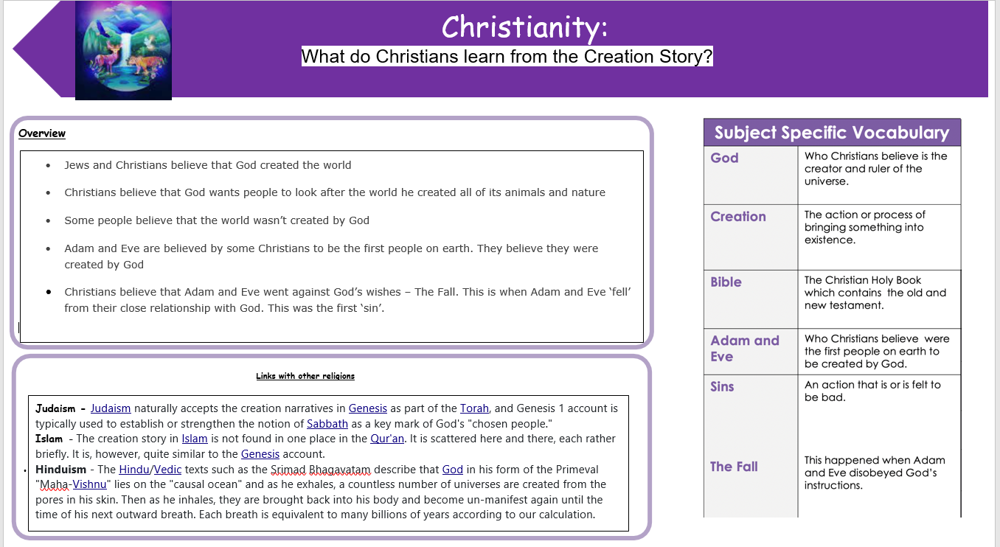 Christianity:
What do Christians learn from the Creation Story?
Overview
• Jews and Christians believe that God created the world
• Christians believe that God wants people to look after the world he created all of its animals and nature
• Some people believe that the world wasn’t created by God
• Adam and Eve are believed by some Christians to be the first people on earth. They believe they were
created by God
• Christians believe that Adam and Eve went against God’s wishes – The Fall. This is when Adam and Eve ‘fell’
from their close relationship with God. This was the first ‘sin’.
Links with other religions
Judaism - Judaism naturally accepts the creation narratives in Genesis as part of the Torah, and Genesis 1 account is
typically used to establish or strengthen the notion of Sabbath as a key mark of God's "chosen people."
Islam - The creation story in Islam is not found in one place in the Qur'an. It is scattered here and there, each rather
briefly. It is, however, quite similar to the Genesis account.
• Hinduism - The Hindu/Vedic texts such as the Srimad Bhagavatam describe that God in his form of the Primeval
"Maha-Vishnu" lies on the "causal ocean" and as he exhales, a countless number of universes are created from the
pores in his skin. Then as he inhales, they are brought back into his body and become un-manifest again until the
time of his next outward breath. Each breath is equivalent to many billions of years according to our calculation.
Subject Specific Vocabulary
God
Who Christians believe is the
creator and ruler of the
universe.
Creation
The action or process of
bringing something into
existence.
Bible
The Christian Holy Book
which contains the old and
new testament.
Adam and
Eve
Who Christians believe were
the first people on earth to
be created by God.
Sins
An action that is or is felt to
be bad.
The Fall
This happened when Adam
and Eve disobeyed God’s
instructions.